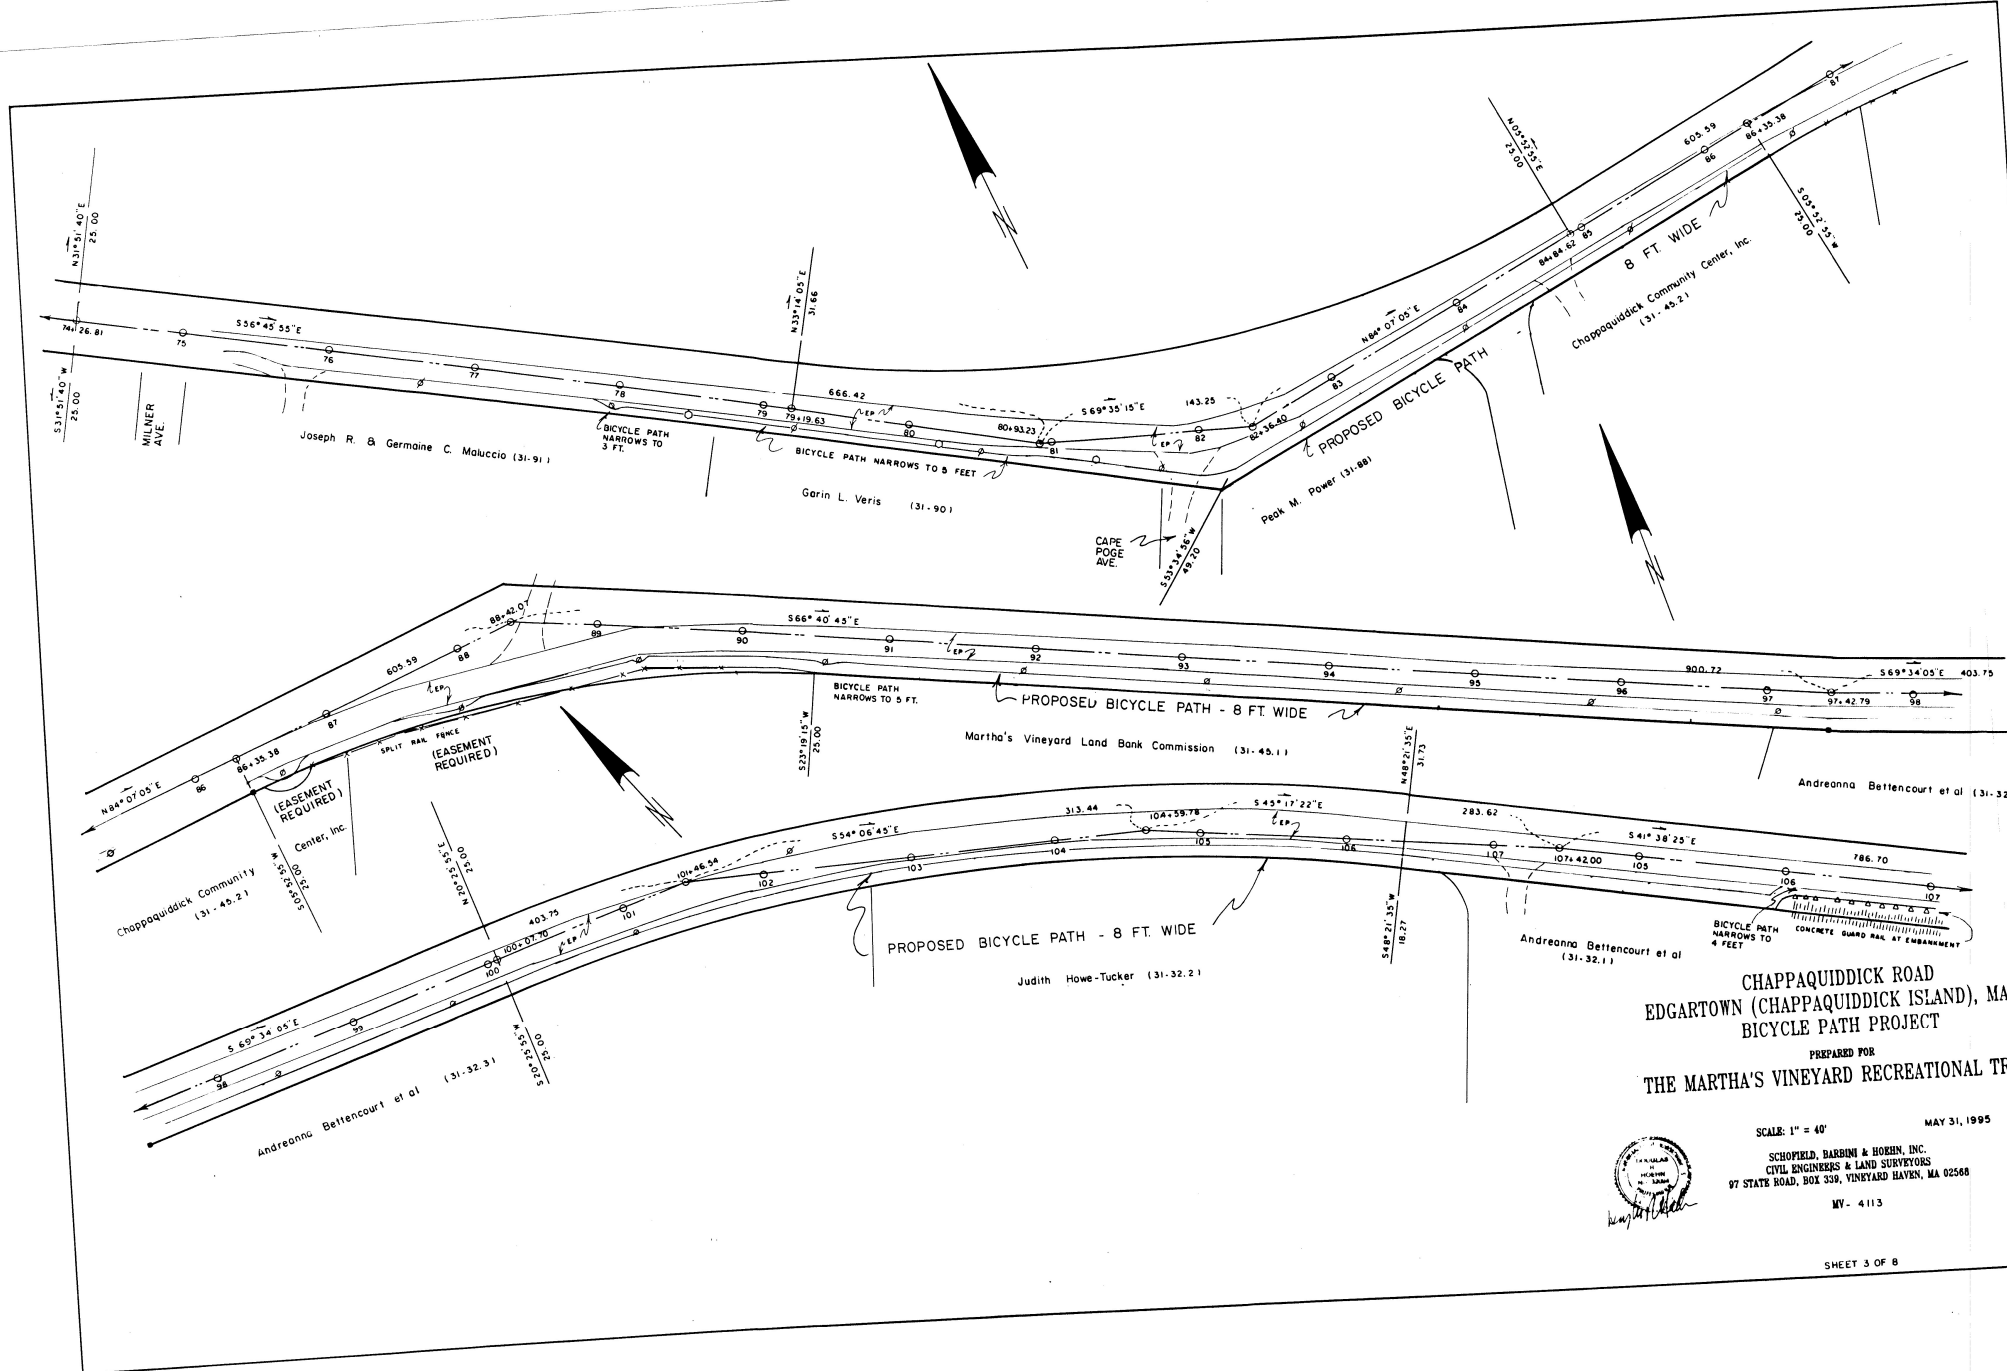 N31°51'40"E
25.00
74+26.81
S31°51'40"W
25.00
MILNER
AVE.
75
S56°45'55"E
76
77
78
79
79+19.63
N33°14'05"E
31.66
666.42
EP
80
80+93.23
81
S69°35'15"E
143.25
EP
82
82+36.40
83
N84°07'05"E
84
84+84.62
85
N05°52'55"E
25.00
605.59
86
86+35.38
87
S05°52'55"W
25.00
Joseph R. & Germaine C. Maluccio (31-91)
BICYCLE PATH
NARROWS TO
3 FT.
BICYCLE PATH NARROWS TO 5 FEET
Garin L. Veris (31-90)
CAPE
POGE
AVE.
S53°34'56"W
49.20
Peak M. Power (31-88)
PROPOSED BICYCLE PATH
8 FT. WIDE
Chappaquiddick Community Center, Inc.
(31-45.2)
N
N
N84°07'05"E
86
86+35.38
87
605.59
EP
88
88+42.07
89
90
S66°40'45"E
91
EP
92
93
94
95
96
900.72
97
97+42.79
98
S69°34'05"E 403.75
SPLIT RAIL FENCE
(EASEMENT
REQUIRED)
(EASEMENT
REQUIRED)
Chappaquiddick Community Center, Inc.
(31-45.2)
S05°52'55"W
25.00
S23°19'15"W
25.00
BICYCLE PATH
NARROWS TO 5 FT.
PROPOSED BICYCLE PATH - 8 FT. WIDE
Martha's Vineyard Land Bank Commission (31-45.1)
Andreanna Bettencourt et al (31-32
N
98
S 69°34'05"E
99
100
100+07.70
403.75
EP
N20°25'55"E
25.00
S20°25'55"W
25.00
101
101+46.54
102
S54°06'45"E
103
313.44
104
104+59.78
105
S45°17'22"E
EP
106
N48°21'35"E
31.73
S48°21'35"W
18.27
283.62
107
107+42.00
105
S41°38'25"E
106
786.70
107
Andreanna Bettencourt et al (31-32.3)
PROPOSED BICYCLE PATH - 8 FT. WIDE
Judith Howe-Tucker (31-32.2)
Andreanna Bettencourt et al
(31-32.1)
BICYCLE PATH
NARROWS TO
4 FEET
CONCRETE GUARD RAIL AT EMBANKMENT
CHAPPAQUIDDICK ROAD
EDGARTOWN (CHAPPAQUIDDICK ISLAND), MA
BICYCLE PATH PROJECT
PREPARED FOR
THE MARTHA'S VINEYARD RECREATIONAL TR
SCALE: 1" = 40'
MAY 31, 1995
SCHOFIELD, BARBINI & HOEHN, INC.
CIVIL ENGINEERS & LAND SURVEYORS
97 STATE ROAD, BOX 339, VINEYARD HAVEN, MA 02568
MV - 4113
DOUGLAS
HOEHN
SHEET 3 OF 8